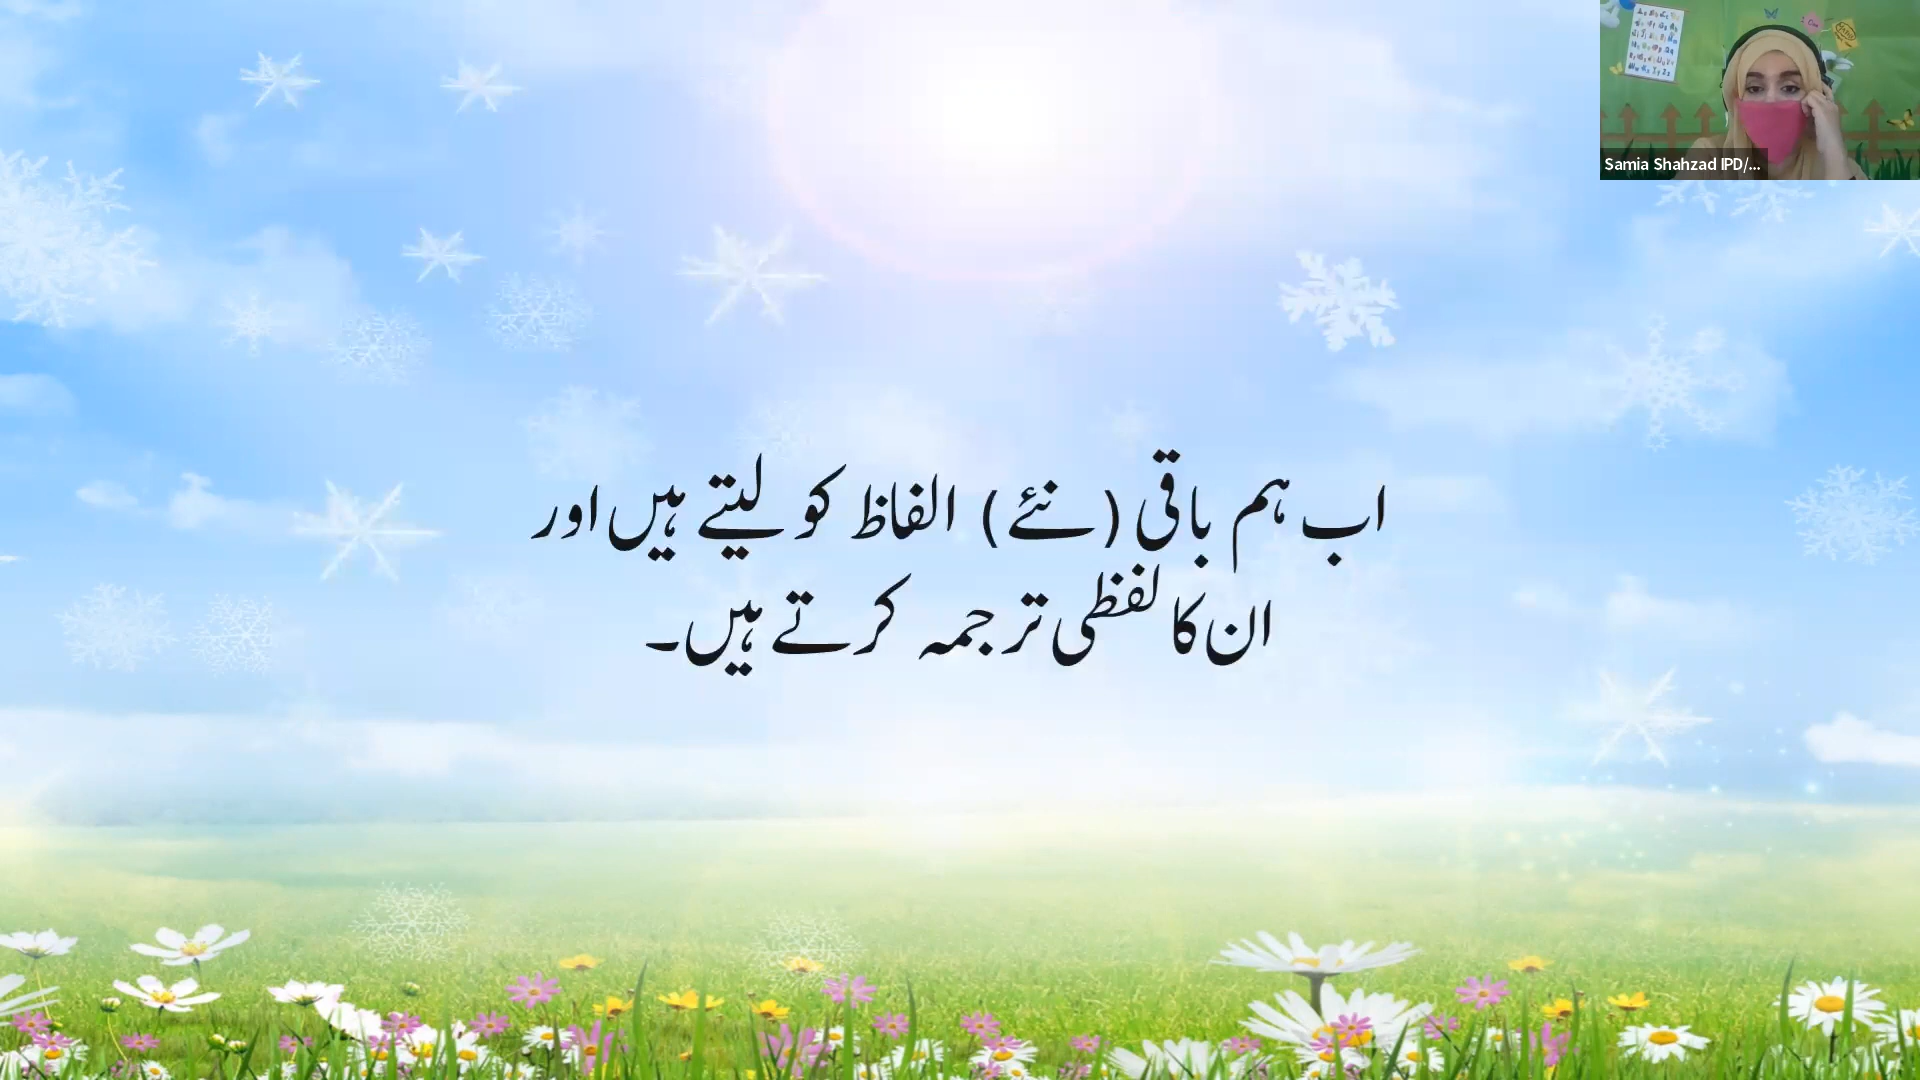 اب ہم باقی (نئے) الفاظ کو لیتے ہیں اور
ان کا لفظی ترجمہ کرتے ہیں۔
Samia Shahzad IPD/...